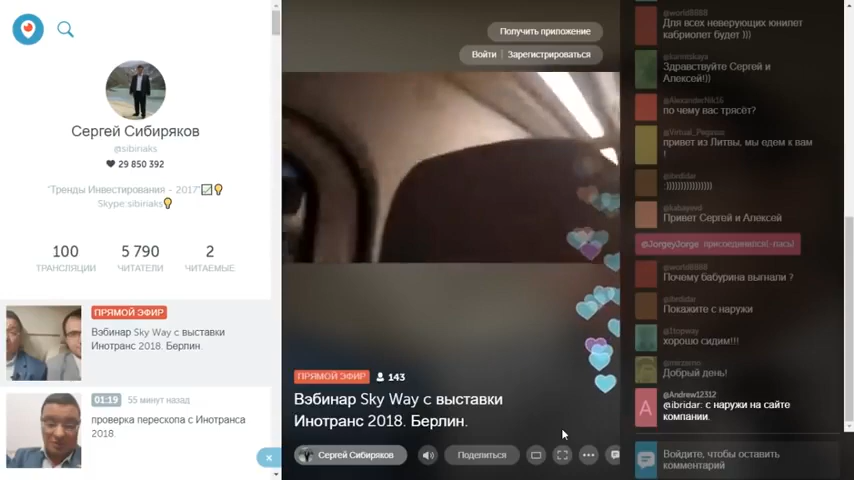 Сергей Сибиряков
@sibiriaks
29 850 392
"Тренды Инвестирования - 2017"
Skype:sibiriaks
100
ТРАНСЛЯЦИИ
5 790
ЧИТАТЕЛИ
2
ЧИТАЕМЫЕ
ПРЯМОЙ ЭФИР
Вэбинар Sky Way с выставки
Инотранс 2018. Берлин.
01:19 55 минут назад
проверка перескопа с Инотранса
2018.
Получить приложение
Войти | Зарегистрироваться
ПРЯМОЙ ЭФИР 143
Вэбинар Sky Way с выставки
Инотранс 2018. Берлин.
Сергей Сибиряков
Поделиться
@world8888
Для всех неверующих юнилет
кабриолет будет )))
Здравствуйте Сергей и
Алексей!))
@AlexanderNik16
по чему вас трясёт?
@Virtual_Pegasus
привет из Литвы, мы едем к вам
!
@ibridar
:))))))))))))))))))
@kabayevd
Привет Сергей и Алексей
@JorgeyJorge присоединился!-лась!
@world8888
Почему бабурина выгнали ?
@ibridar
Покажите с наружи
@Itopway
хорошо сидим!!!
Добрый день!
A
@Andrew12312
@ibridar: с наружи на сайте
компании.
Войдите, чтобы оставить
комментарий